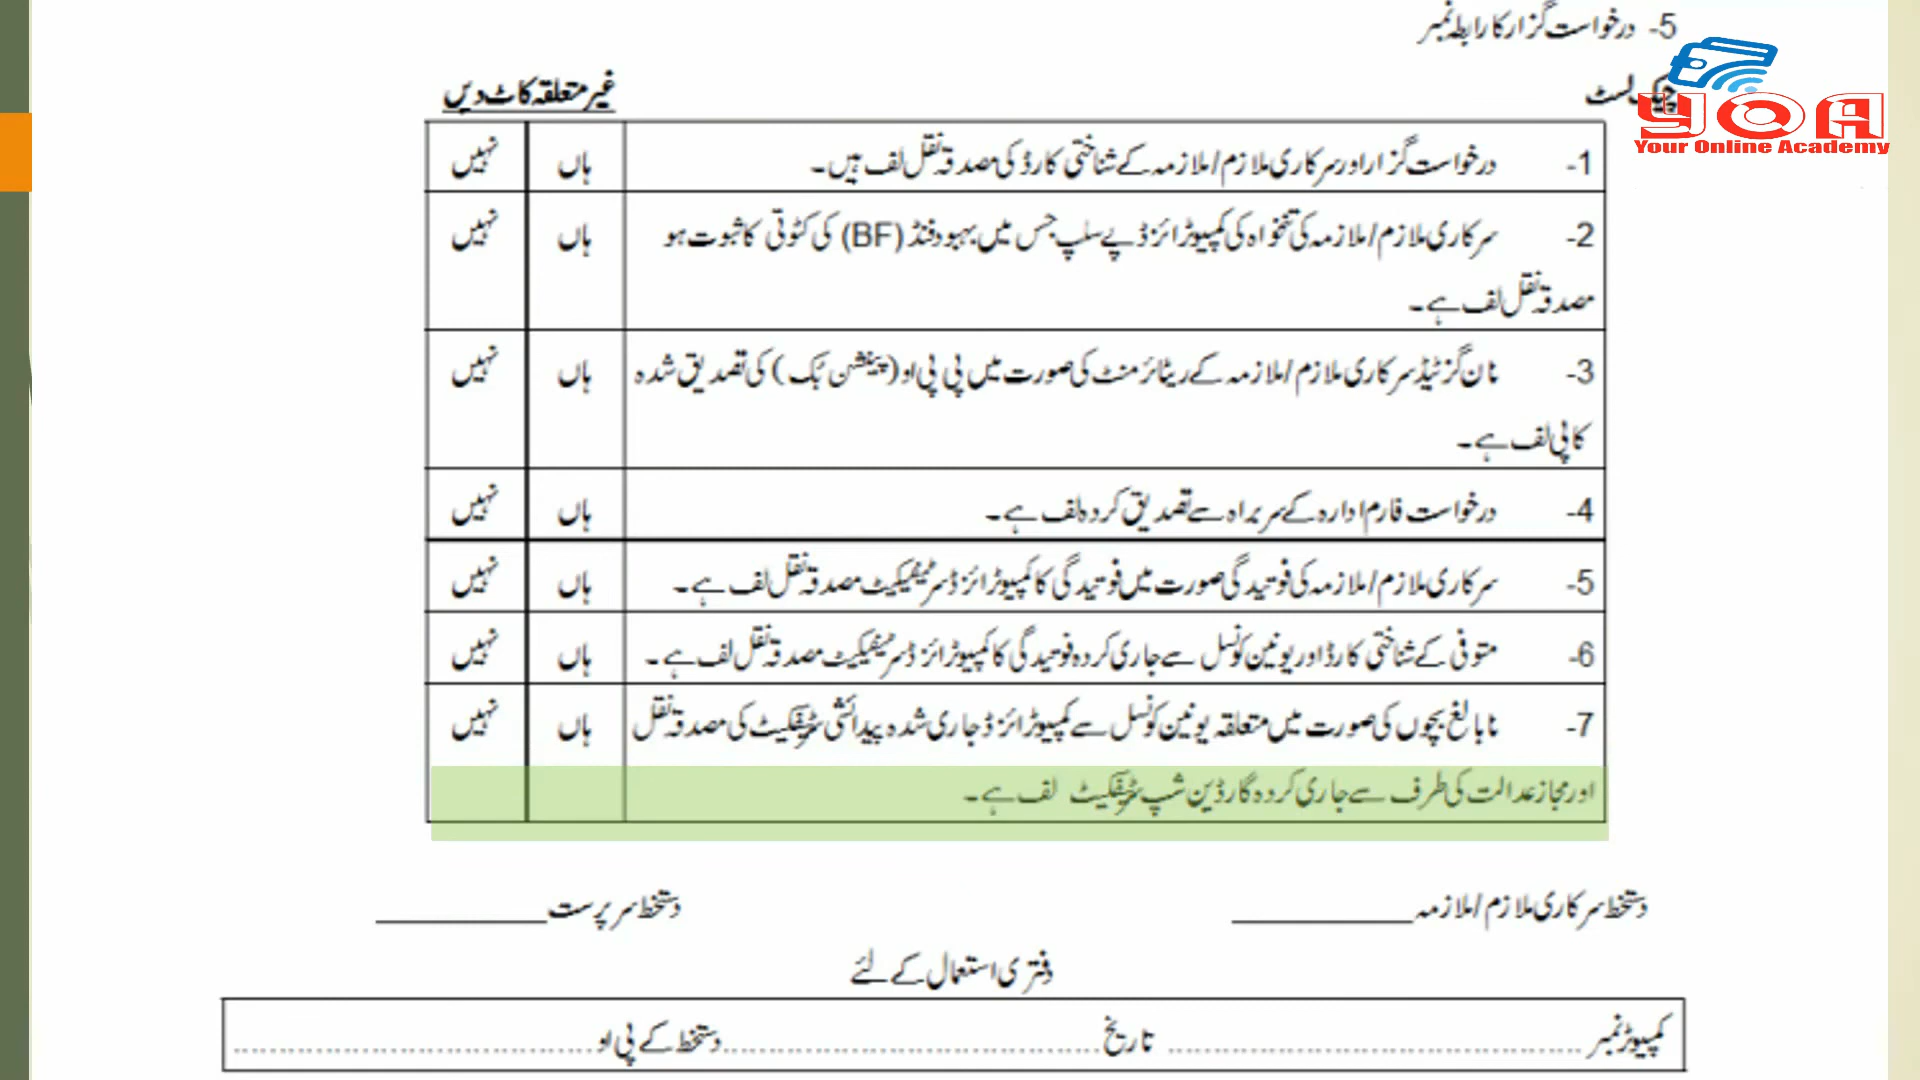 5- درخواست گزار کا رابطہ نمبر
YOA
Your Online Academy
چیک لسٹ غیر متعلقہ کاٹ دیں
1- درخواست گزار اور سرکاری ملازم/ملازمہ کے شناختی کارڈ کی مصدقہ نقل لف ہیں۔ ہاں نہیں
2- سرکاری ملازم/ملازمہ کی تنخواہ کی کمپیوٹرائزڈ پے سلپ جس میں بہبود فنڈ (BF) کی کٹوتی کا ثبوت ہو ہاں نہیں
مصدقہ نقل لف ہے۔
3- نان گزٹیڈ سرکاری ملازم/ملازمہ کے ریٹائرمنٹ کی صورت میں پی پی او (پینشن بک) کی تصدیق شدہ ہاں نہیں
کاپی لف ہے۔
4- درخواست فارم ادارہ کے سربراہ سے تصدیق کردہ لف ہے۔ ہاں نہیں
5- سرکاری ملازم/ملازمہ کی فوتیدگی صورت میں فوتیدگی کا کمپیوٹرائزڈ سرٹیفیکیٹ مصدقہ نقل لف ہے۔ ہاں نہیں
6- متوفی کے شناختی کارڈ اور یونین کونسل سے جاری کردہ فوتیدگی کا کمپیوٹرائزڈ سرٹیفیکٹ مصدقہ نقل لف ہے۔ ہاں نہیں
7- نابالغ بچوں کی صورت میں متعلقہ یونین کونسل سے کمپیوٹرائزڈ جاری شدہ پیدائشی سرٹیفکیٹ کی مصدقہ نقل ہاں نہیں
اور مجاز عدالت کی طرف سے جاری کردہ گارڈین شپ سرٹیفکیٹ لف ہے۔
دستخط سرکاری ملازم/ملازمہ__________ دستخط سرپرست__________
دفتری استعمال کے لئے
کمپیوٹر نمبر ........................................ تاریخ ........................................ دستخط کے پی او ........................................